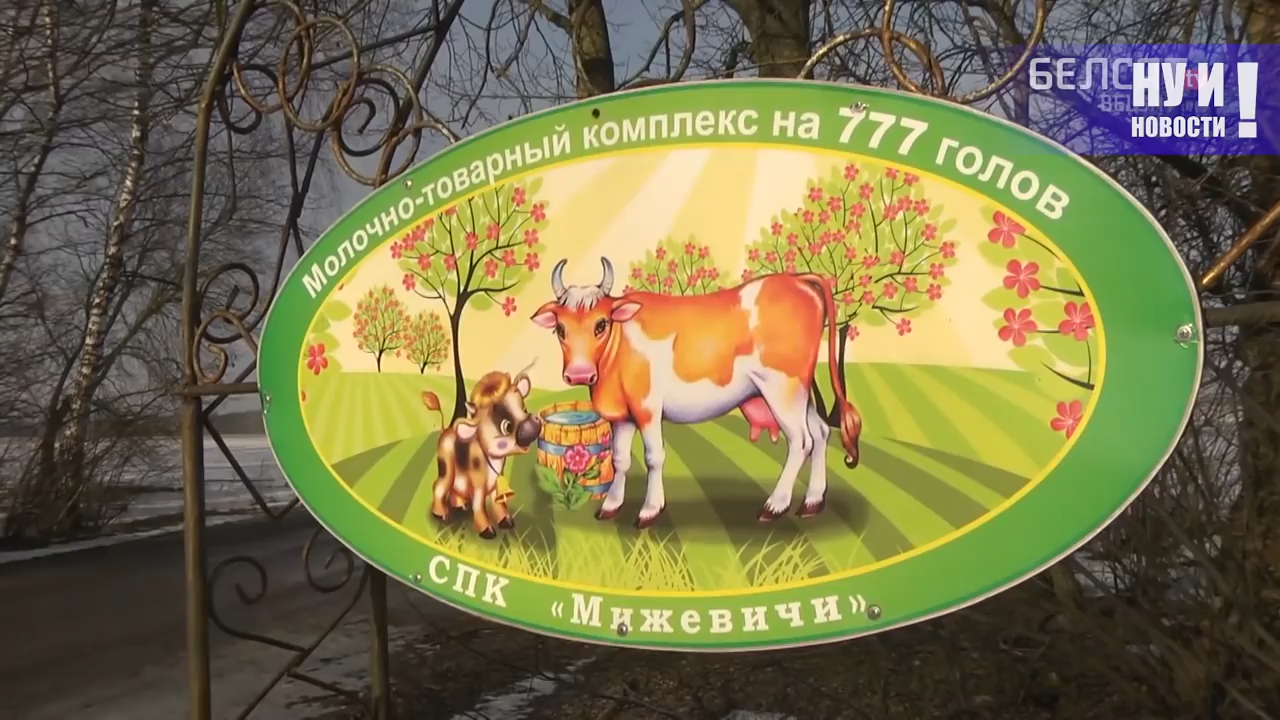 Молочно-товарный комплекс на 777 голов
СПК «Мижевичи»
НУ И
НОВОСТИ !